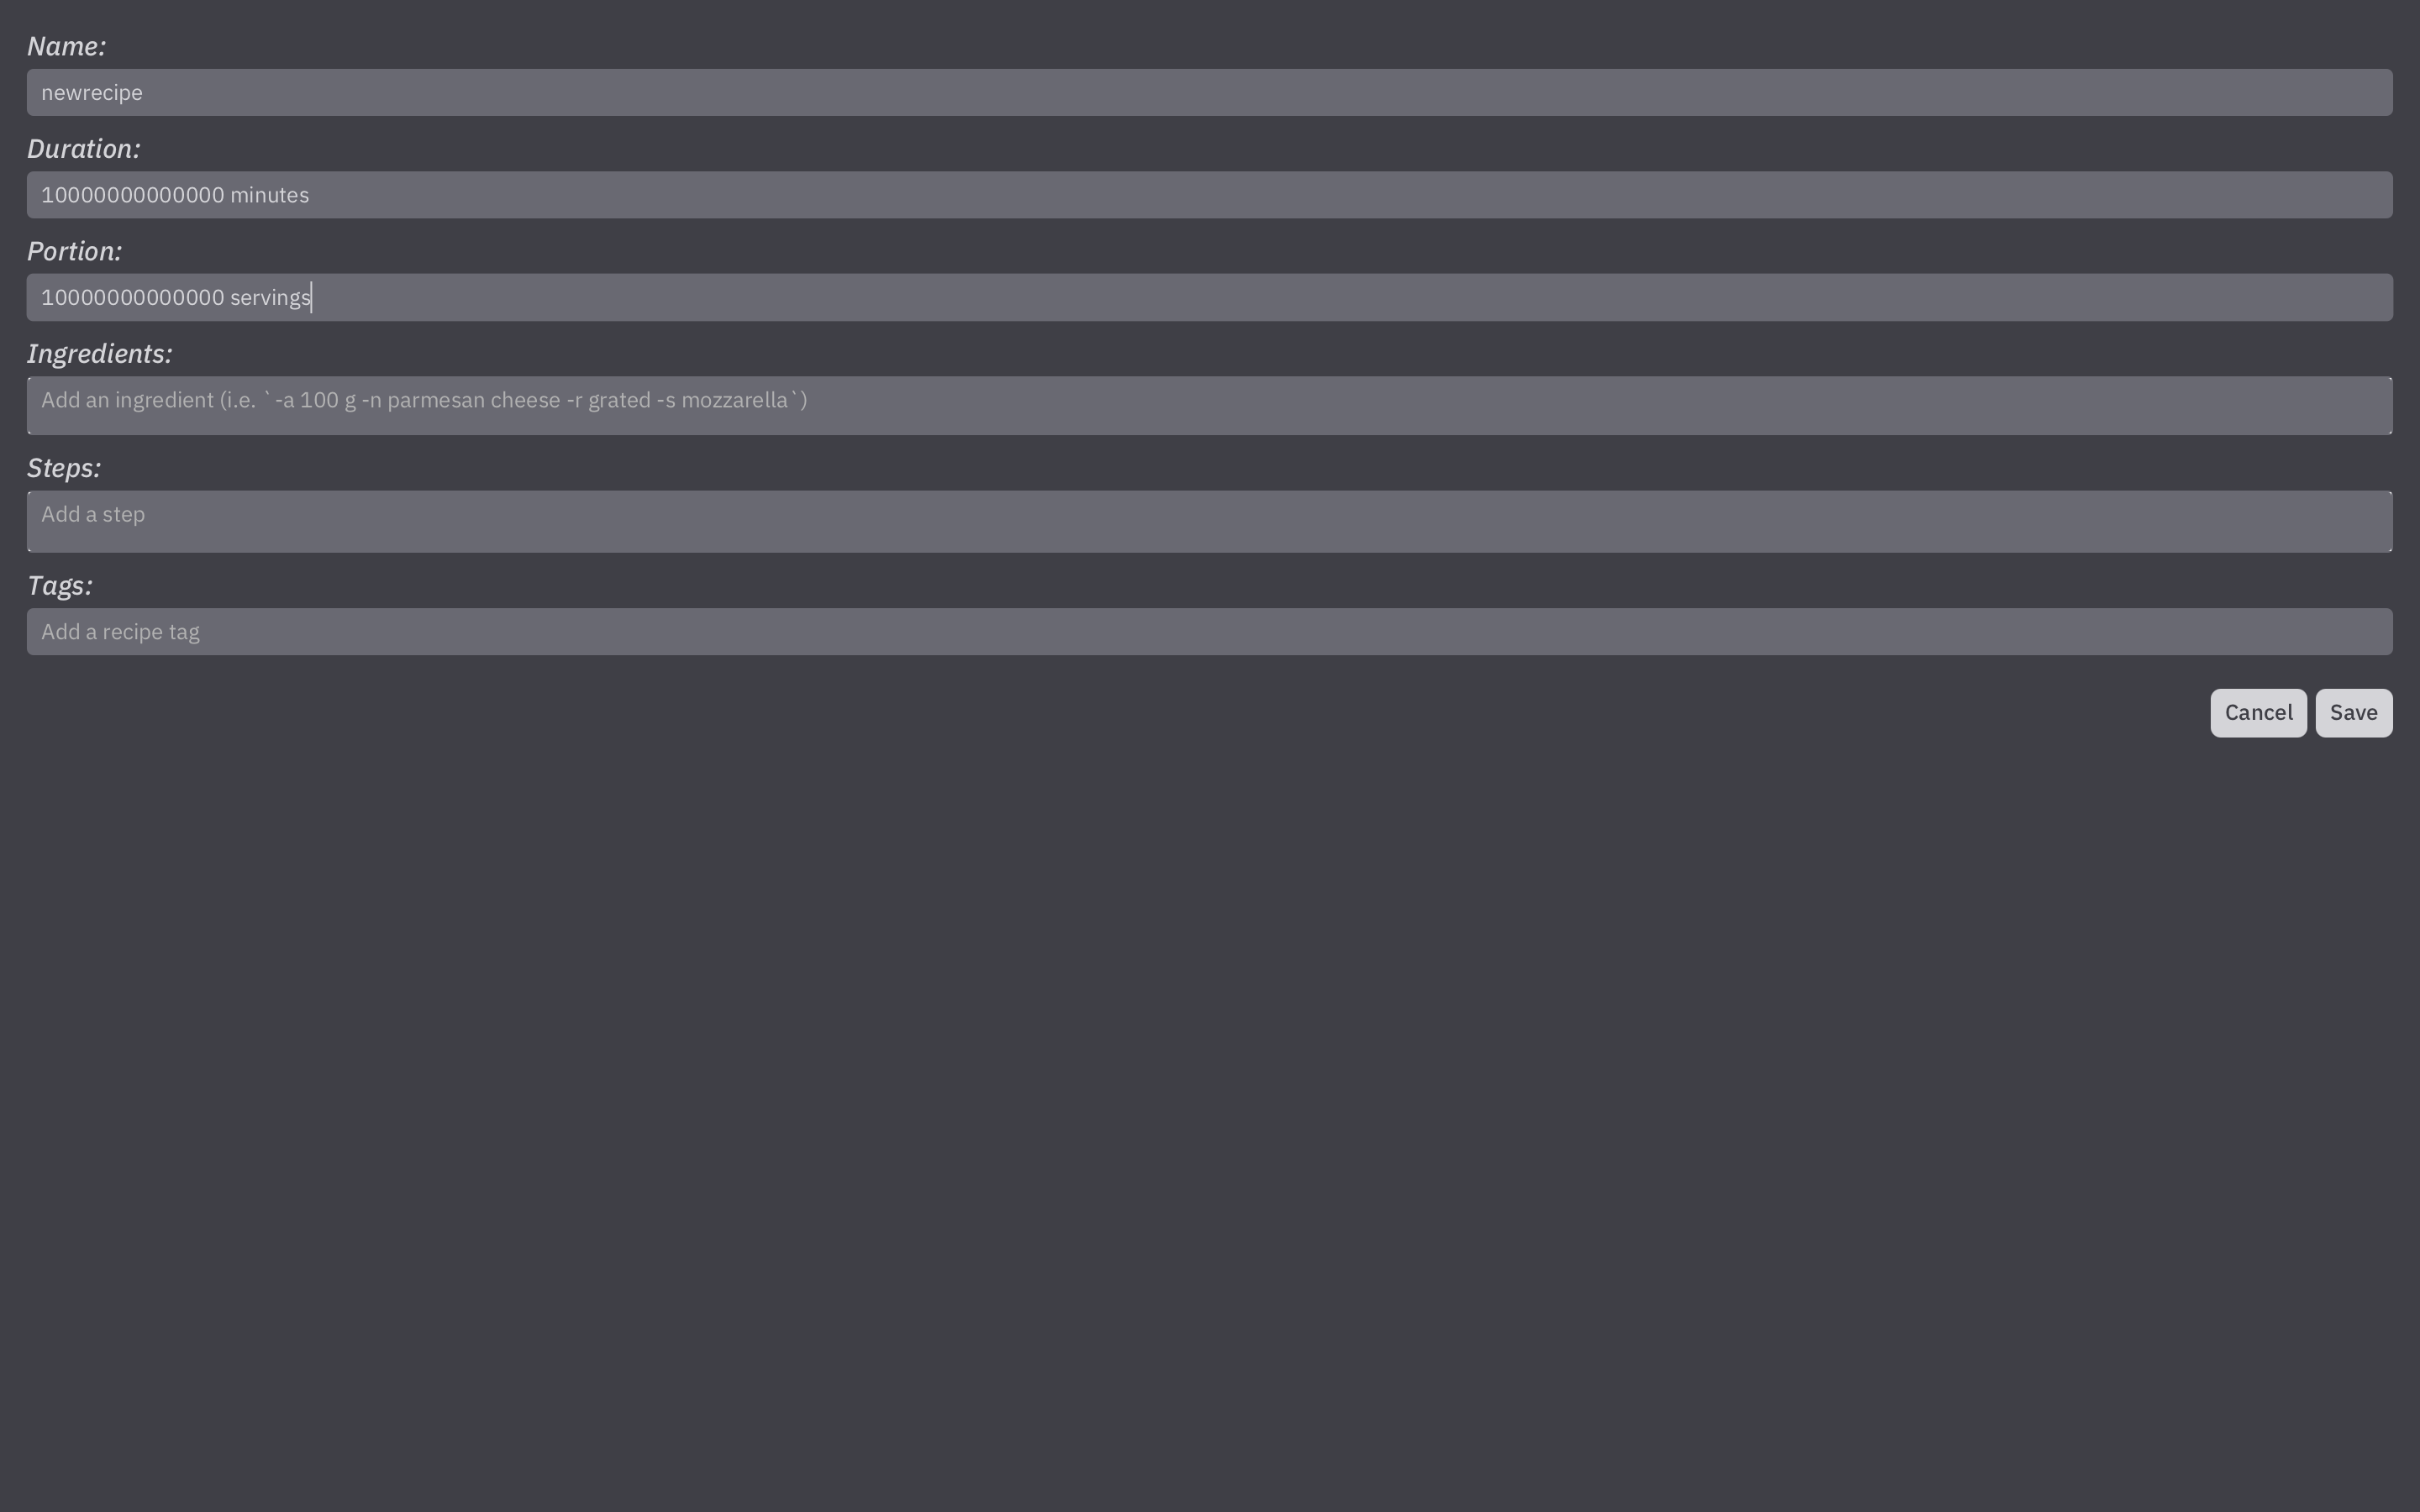 Name:
newrecipe
Duration:
10000000000000 minutes
Portion:
10000000000000 servings
Ingredients:
Add an ingredient (i.e. `-a 100 g -n parmesan cheese -r grated -s mozzarella`)
Steps:
Add a step
Tags:
Add a recipe tag
Cancel Save